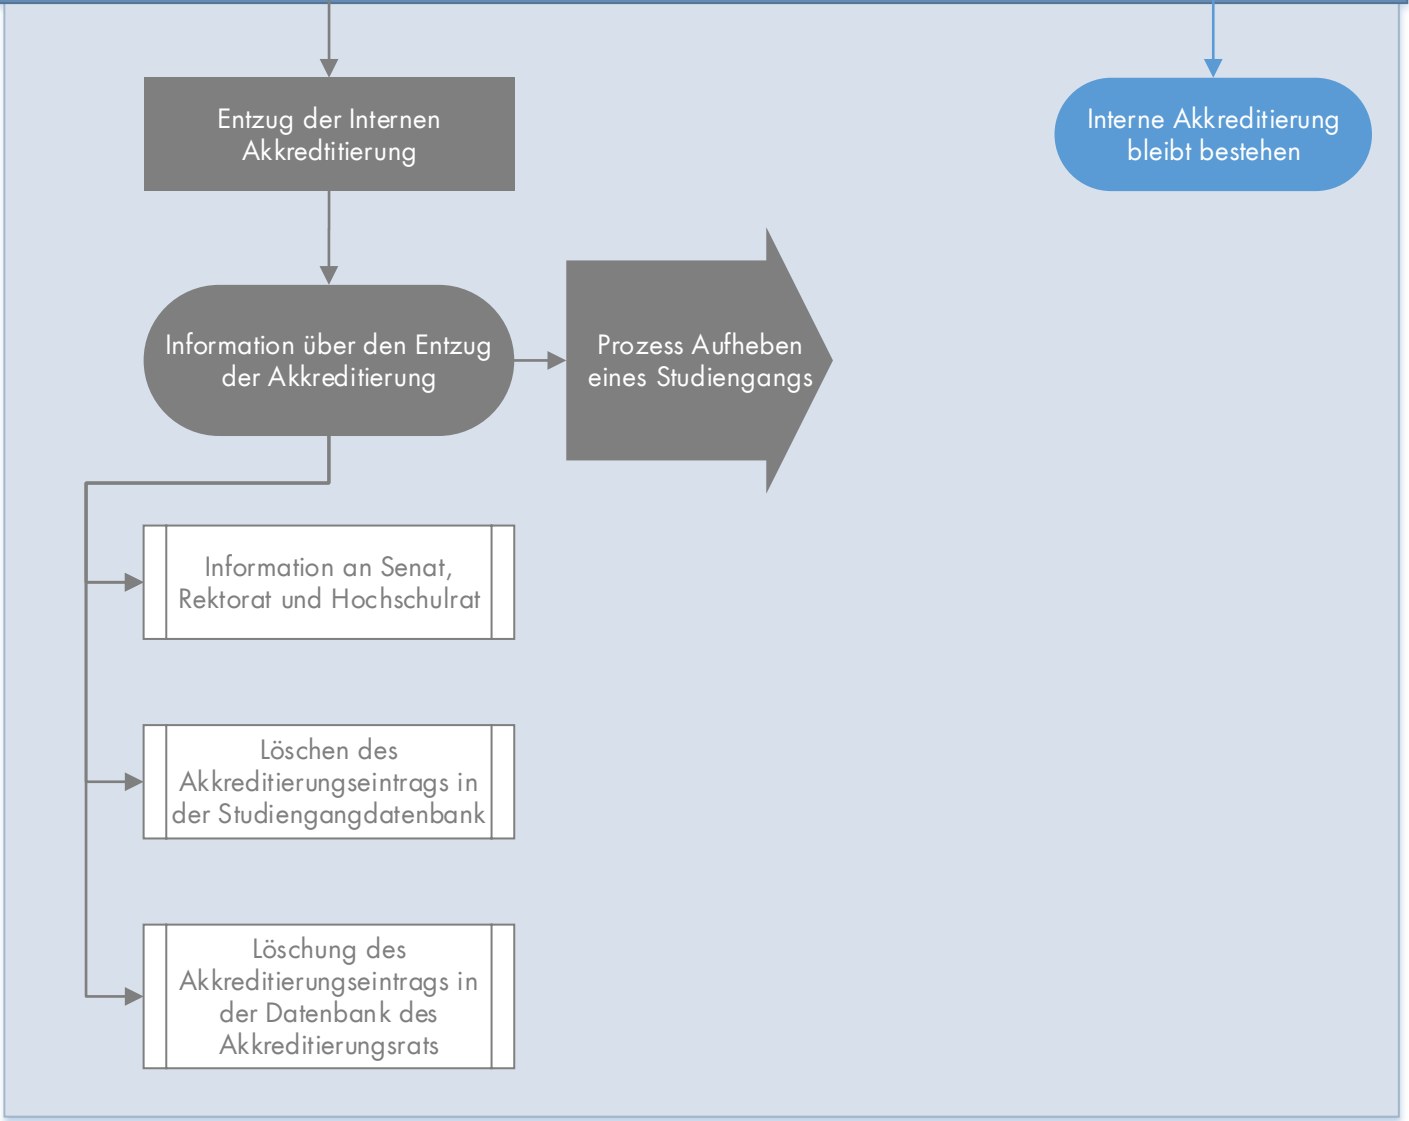 Entzug der Internen
Akkredtitierung
Interne Akkreditierung
bleibt bestehen
Information über den Entzug
der Akkreditierung
Prozess Aufheben
eines Studiengangs
Information an Senat,
Rektorat und Hochschulrat
Löschen des
Akkreditierungseintrags in
der Studiengangdatenbank
Löschung des
Akkreditierungseintrags in
der Datenbank des
Akkreditierungsrats